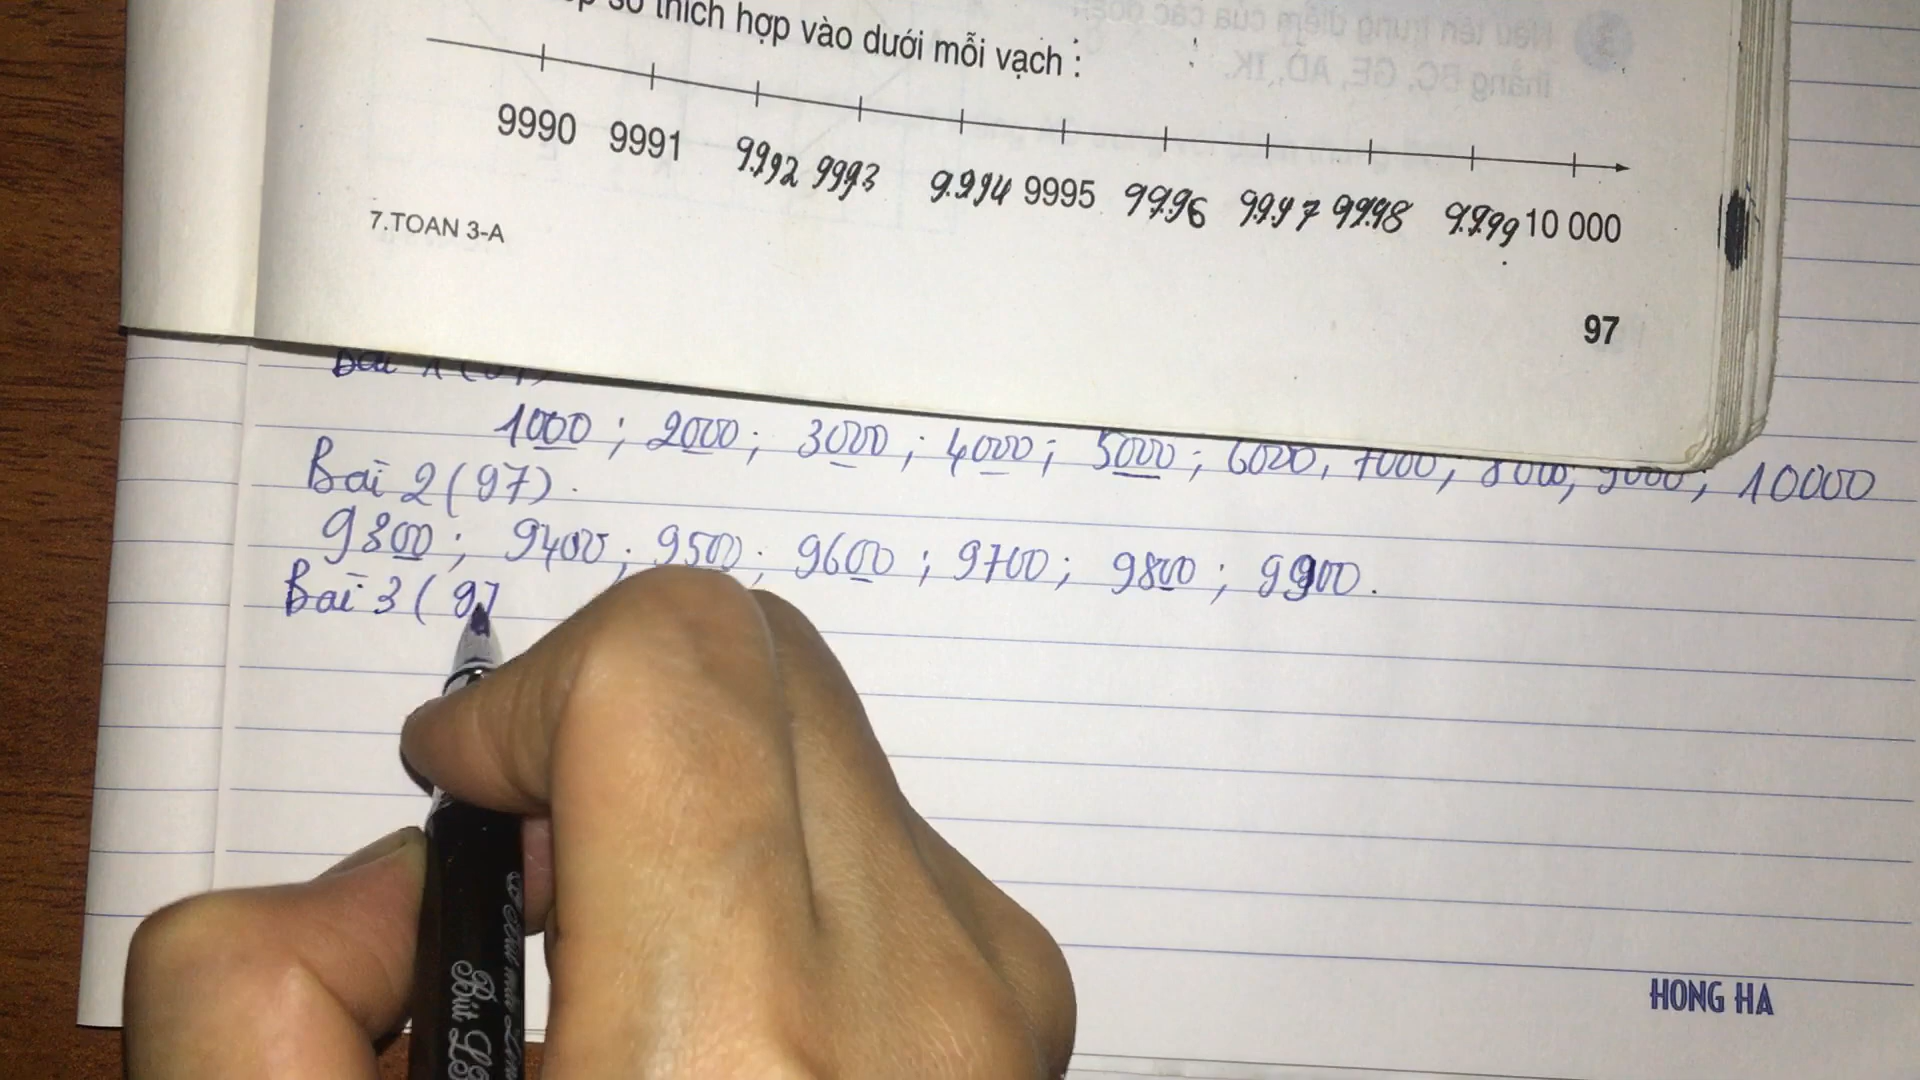 số thích hợp vào dưới mỗi vạch :
9990 9991 9992 9993 9994 9995 9996 9997 9998 9999 10 000
7.TOAN 3-A
97
1000 ; 2000 ; 3000 ; 4000 ; 5000 ; 6000, 7000, 8000, 9000, 10000
Bài 2 (97).
9300 ; 9400 ; 9500 ; 9600 ; 9700 ; 9800 ; 9900.
Bài 3 ( 97
Bút
HONG HA